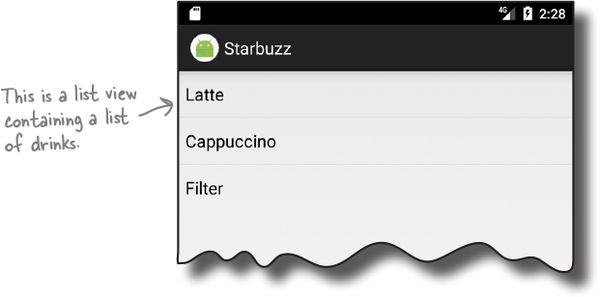 4G 2:28
Starbuzz
This is a list view
containing a list
of drinks.
Latte
Cappuccino
Filter